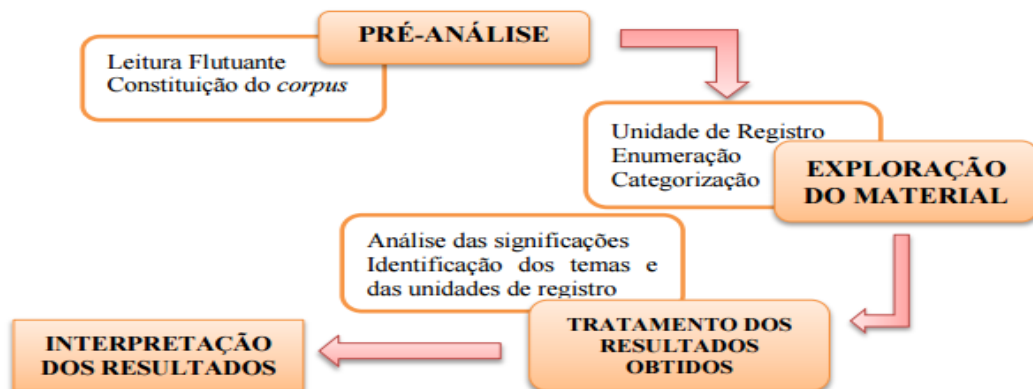 PRÉ-ANÁLISE
Leitura Flutuante
Constituição do corpus
Unidade de Registro
Enumeração
Categorização
EXPLORAÇÃO
DO MATERIAL
Análise das significações
Identificação dos temas e
das unidades de registro
TRATAMENTO DOS
RESULTADOS
OBTIDOS
INTERPRETAÇÃO
DOS RESULTADOS